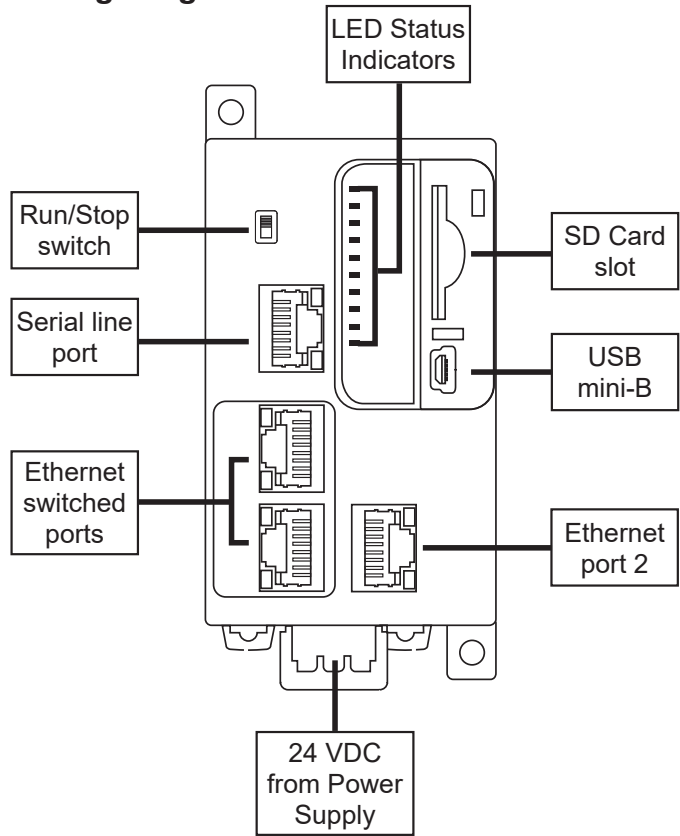 LED Status
Indicators
Run/Stop
switch
SD Card
slot
Serial line
port
USB
mini-B
Ethernet
switched
ports
Ethernet
port 2
24 VDC
from Power
Supply